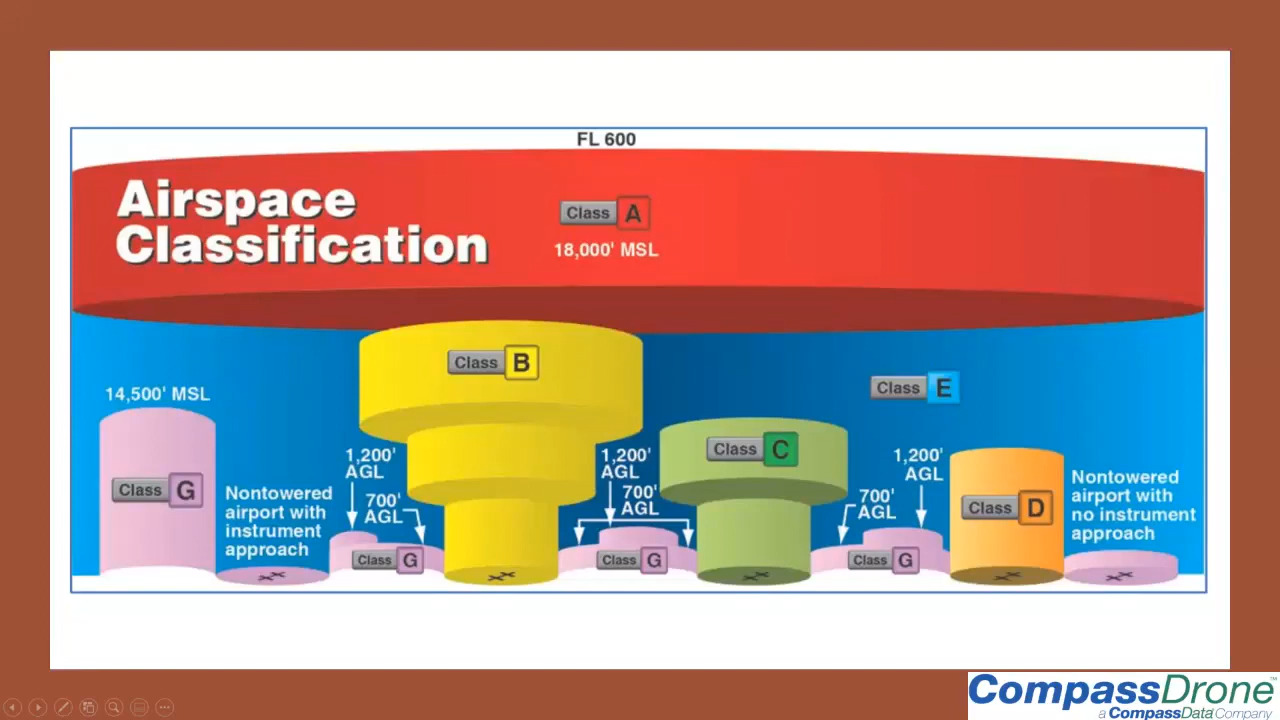 FL 600
Airspace
Classification
Class A
18,000' MSL
Class B
Class E
14,500' MSL
Class G
Nontowered
airport with
instrument
approach
1,200'
AGL
700'
AGL
Class G
1,200'
AGL
700'
AGL
Class G
Class C
1,200'
AGL
700'
AGL
Class G
Class D
Nontowered
airport with
no instrument
approach
CompassDrone™
a CompassData Company